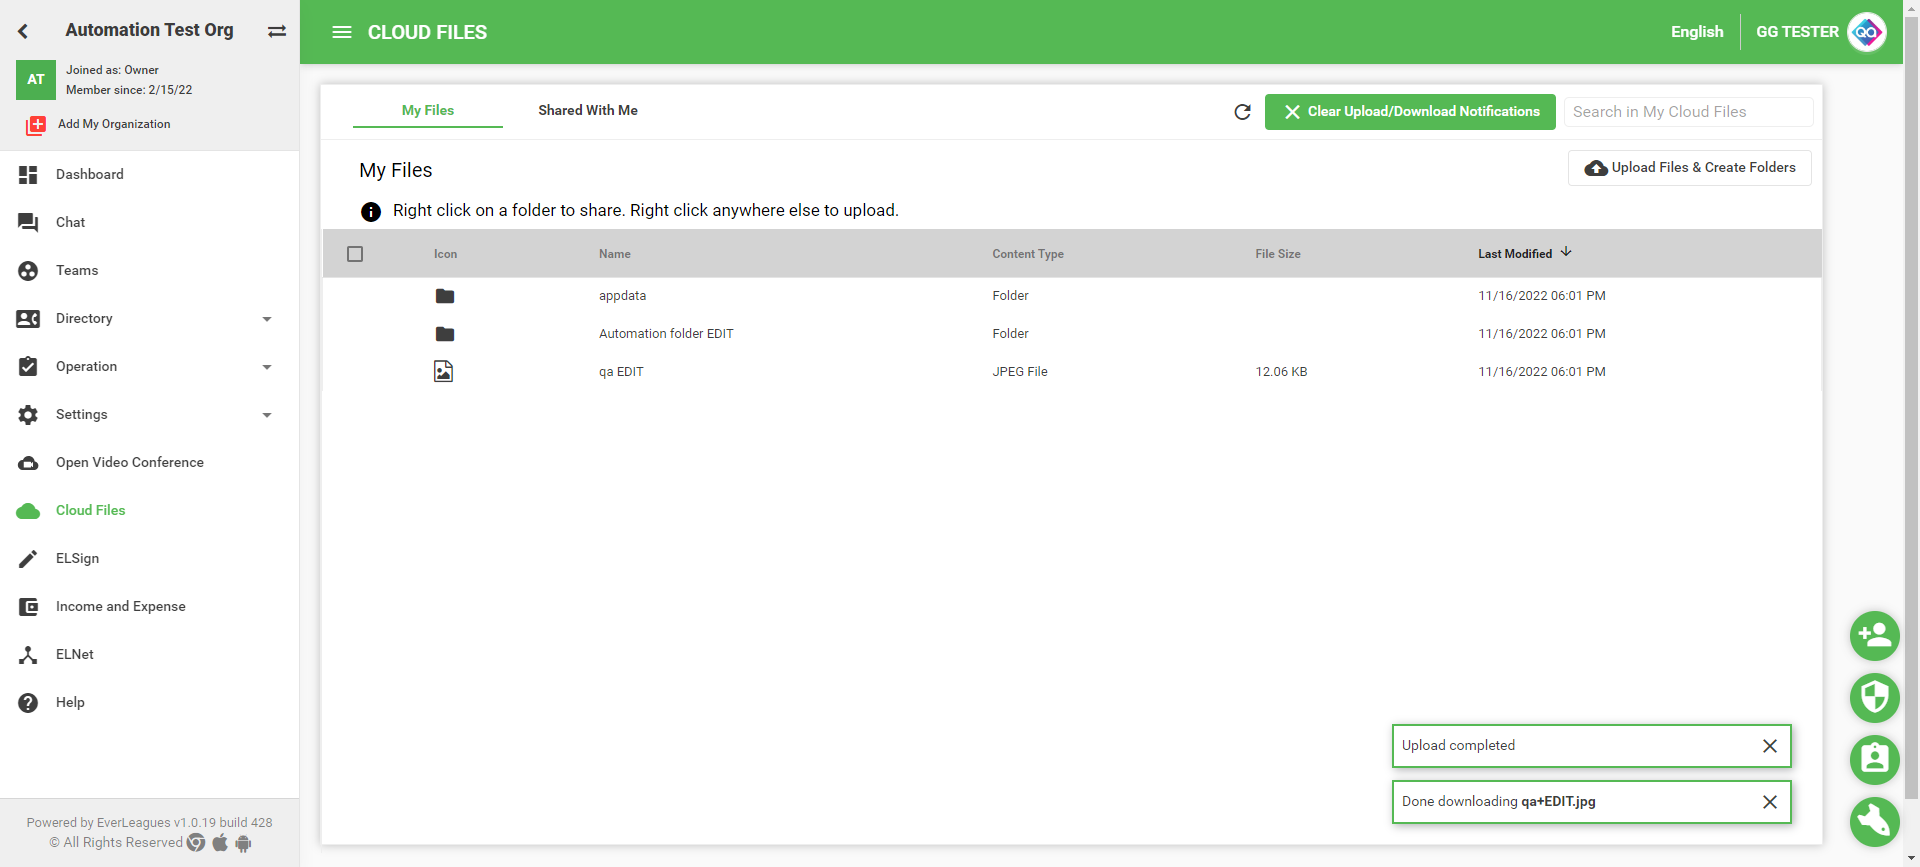 Automation Test Org
AT
Joined as: Owner
Member since: 2/15/22
Add My Organization
Dashboard
Chat
Teams
Directory
Operation
Settings
Open Video Conference
Cloud Files
ELSign
Income and Expense
ELNet
Help
Powered by EverLeagues v1.0.19 build 428
© All Rights Reserved
CLOUD FILES
English
GG TESTER
QA
My Files
Shared With Me
Clear Upload/Download Notifications
Search in My Cloud Files
My Files
Upload Files & Create Folders
Right click on a folder to share. Right click anywhere else to upload.
Icon Name Content Type File Size Last Modified
appdata Folder 11/16/2022 06:01 PM
Automation folder EDIT Folder 11/16/2022 06:01 PM
qa EDIT JPEG File 12.06 KB 11/16/2022 06:01 PM
Upload completed
Done downloading qa+EDIT.jpg